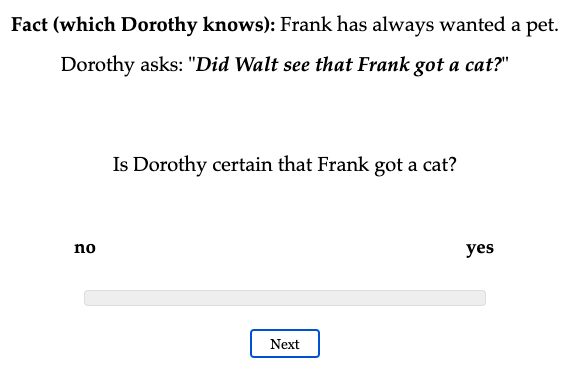 Fact (which Dorothy knows): Frank has always wanted a pet.
Dorothy asks: "Did Walt see that Frank got a cat?"
Is Dorothy certain that Frank got a cat?
no yes
Next